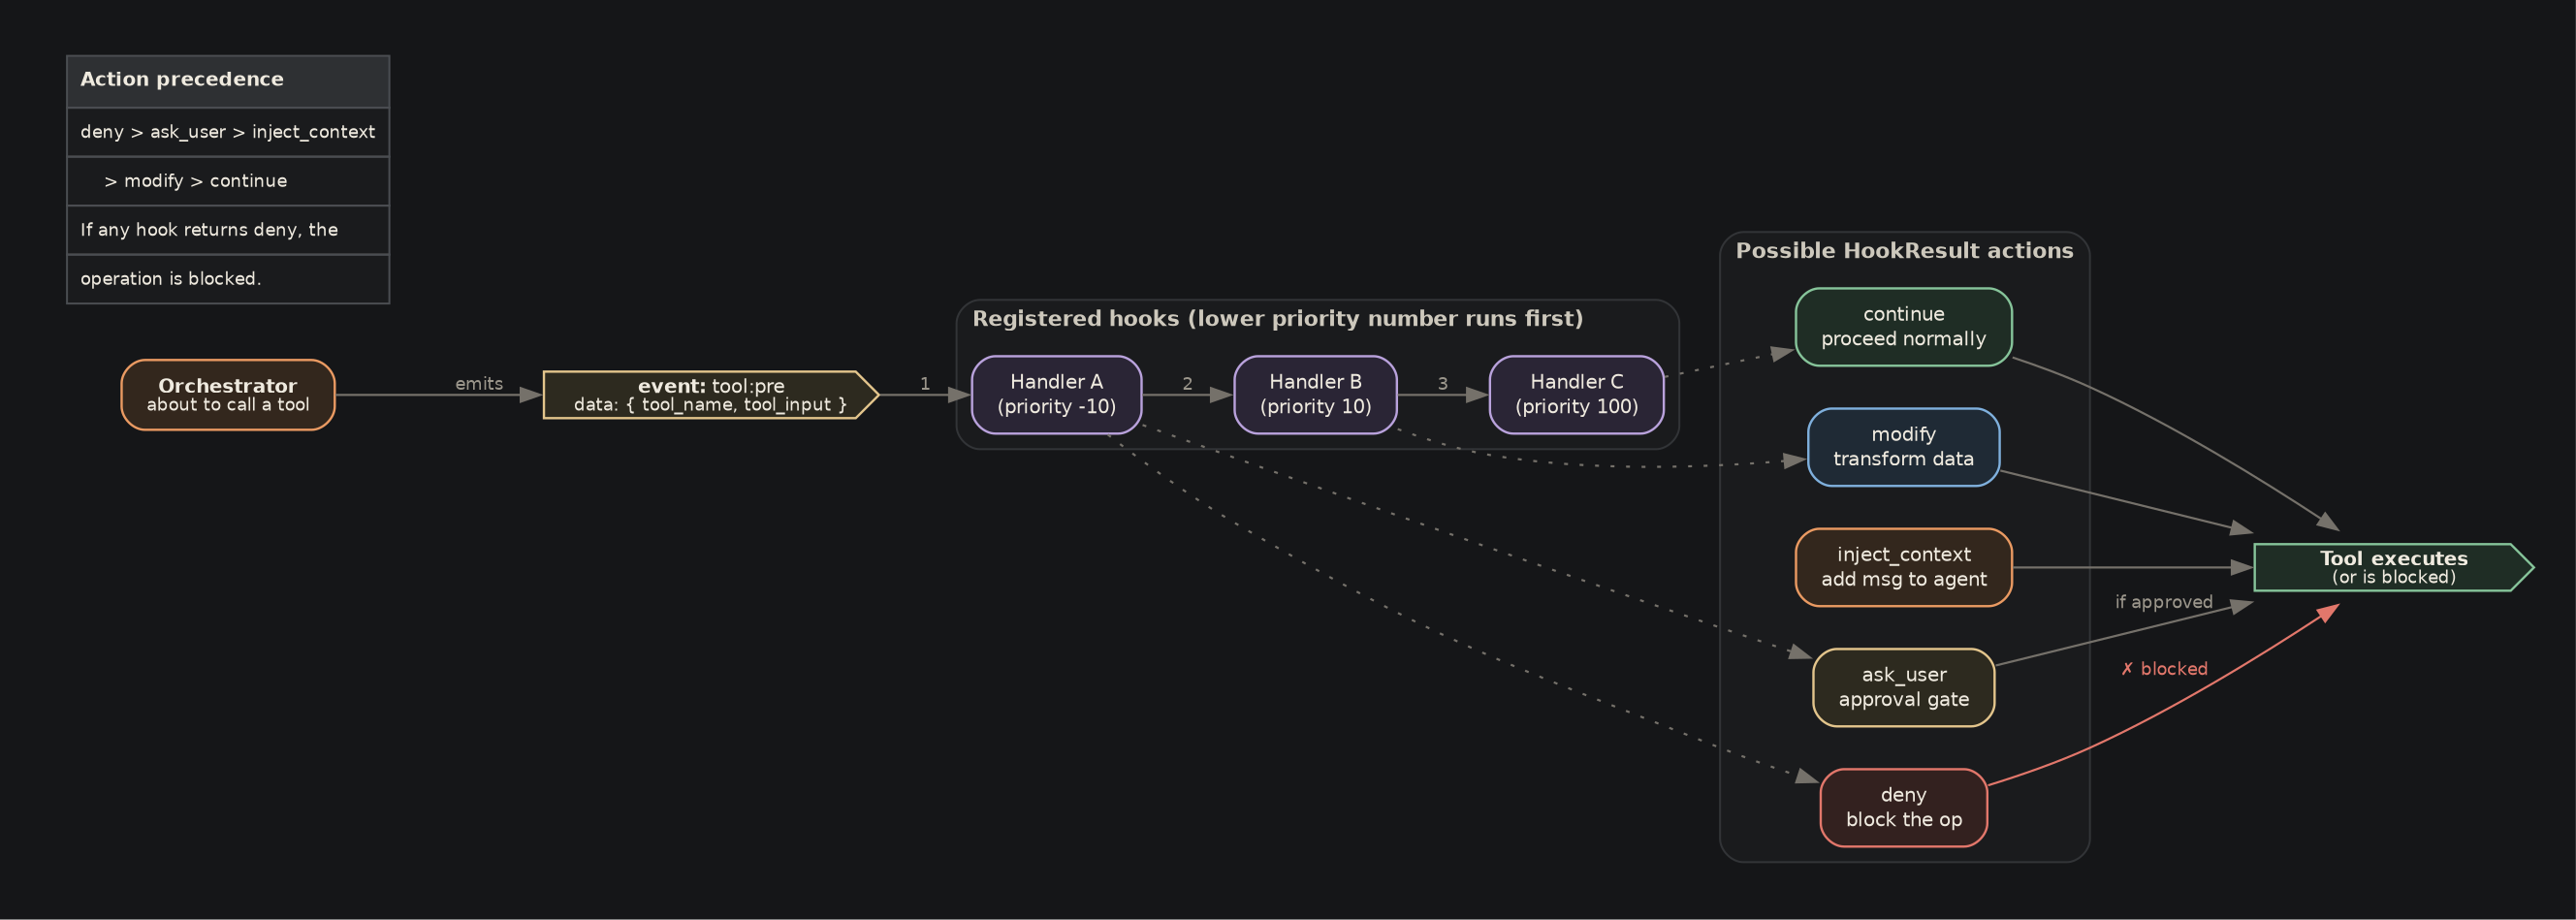 Action precedence
deny > ask_user > inject_context
> modify > continue
If any hook returns deny, the
operation is blocked.
Orchestrator
about to call a tool
emits
event: tool:pre
data: { tool_name, tool_input }
1
Registered hooks (lower priority number runs first)
Handler A
(priority -10)
2
Handler B
(priority 10)
3
Handler C
(priority 100)
Possible HookResult actions
continue
proceed normally
modify
transform data
inject_context
add msg to agent
ask_user
approval gate
deny
block the op
if approved
✗ blocked
Tool executes
(or is blocked)